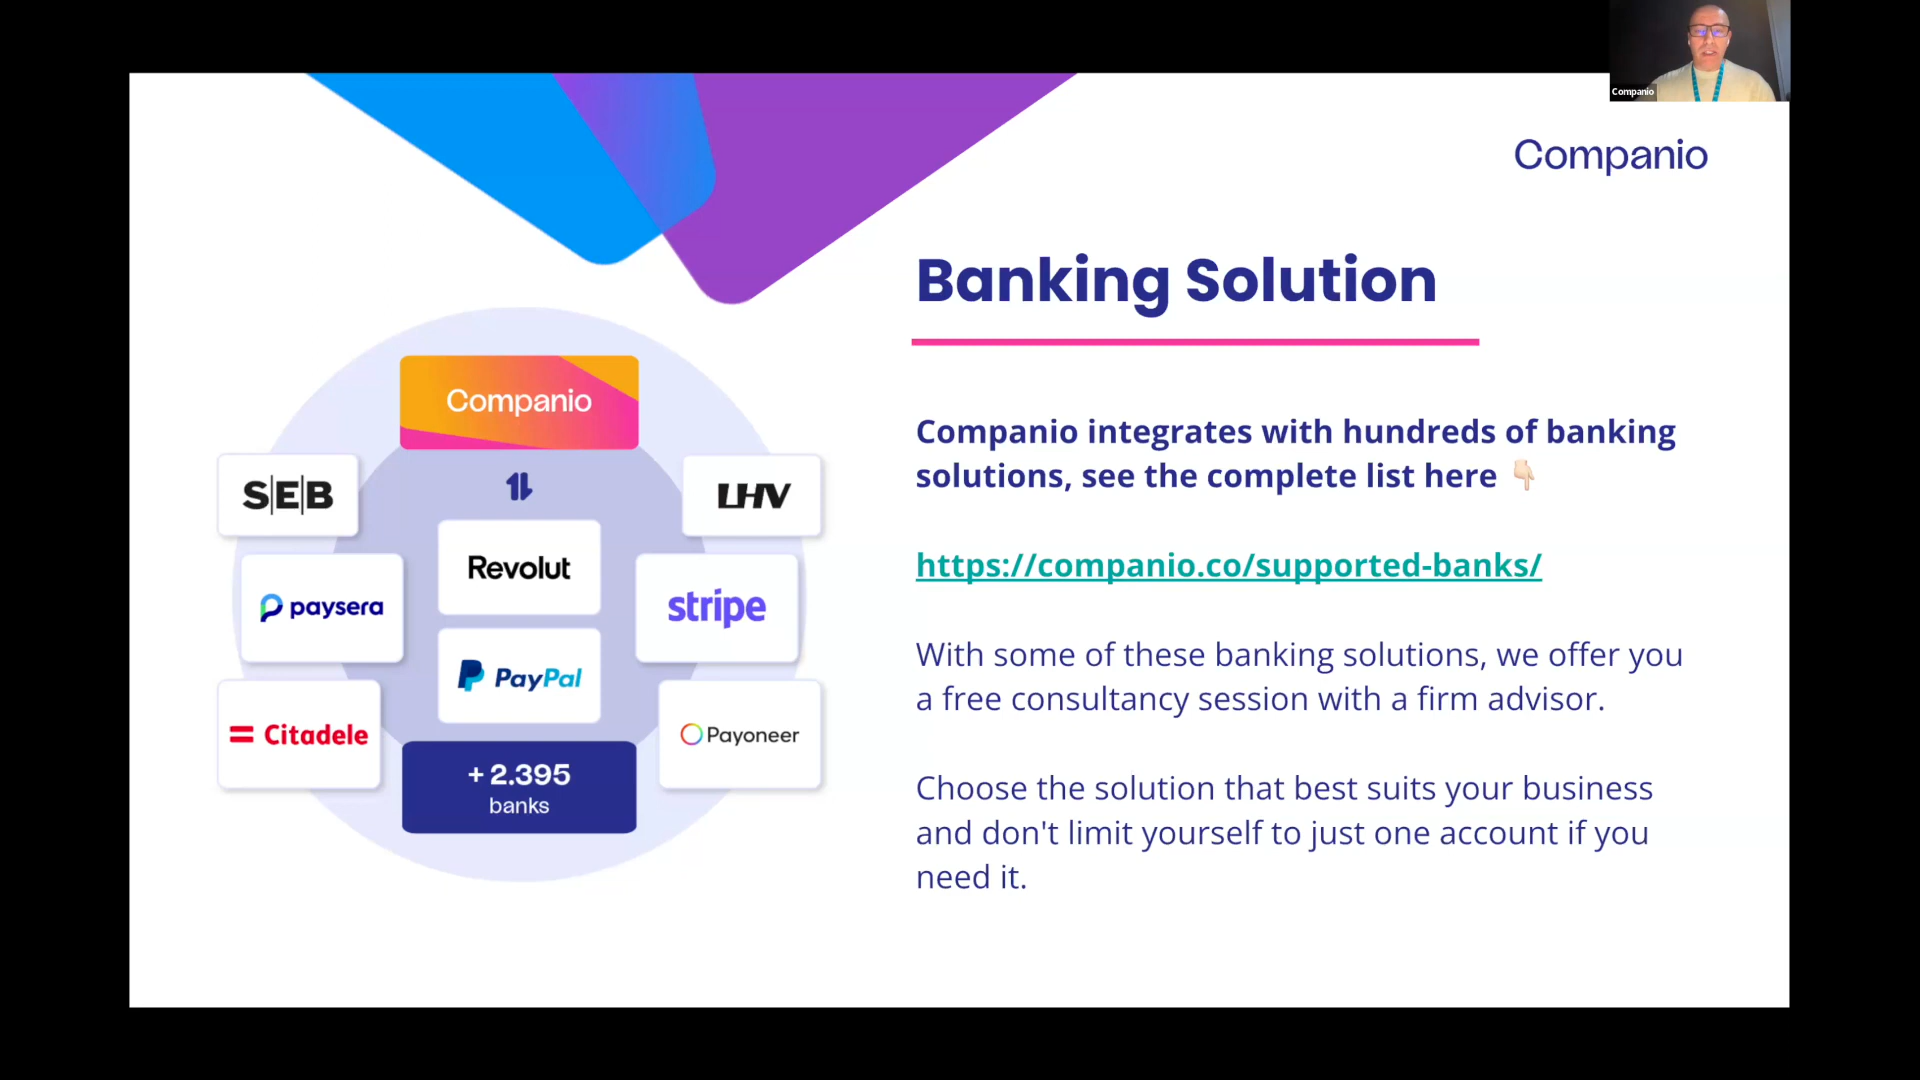 Companio
Companio
Banking Solution
Companio integrates with hundreds of banking
solutions, see the complete list here 👇🏻
https://companio.co/supported-banks/
With some of these banking solutions, we offer you
a free consultancy session with a firm advisor.
Choose the solution that best suits your business
and don't limit yourself to just one account if you
need it.
Companio
SEB
LHV
Revolut
paysera
stripe
PayPal
Citadele
Payoneer
+ 2.395
banks